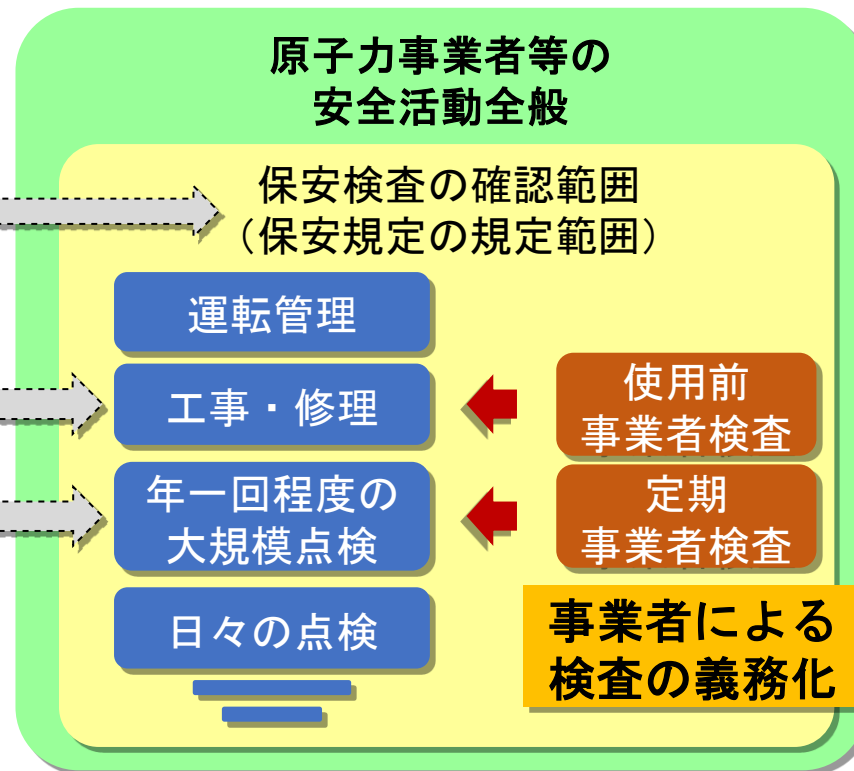 原子力事業者等の
安全活動全般
保安検査の確認範囲
（保安規定の規定範囲）
運転管理
工事・修理
使用前
事業者検査
年一回程度の
大規模点検
定期
事業者検査
日々の点検
事業者による
検査の義務化